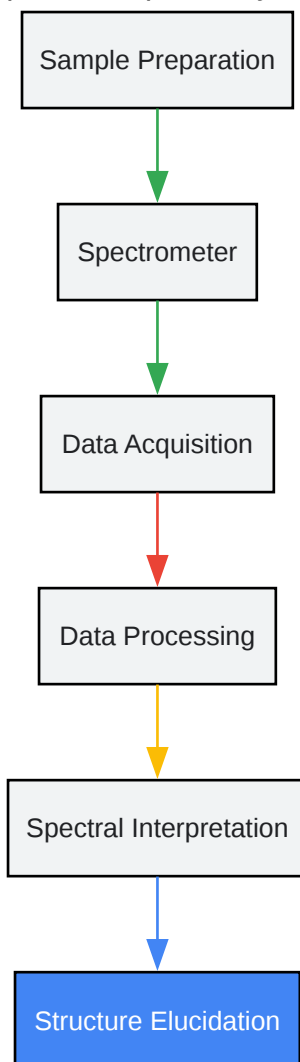 Sample Preparation
Spectrometer
Data Acquisition
Data Processing
Spectral Interpretation
Structure Elucidation